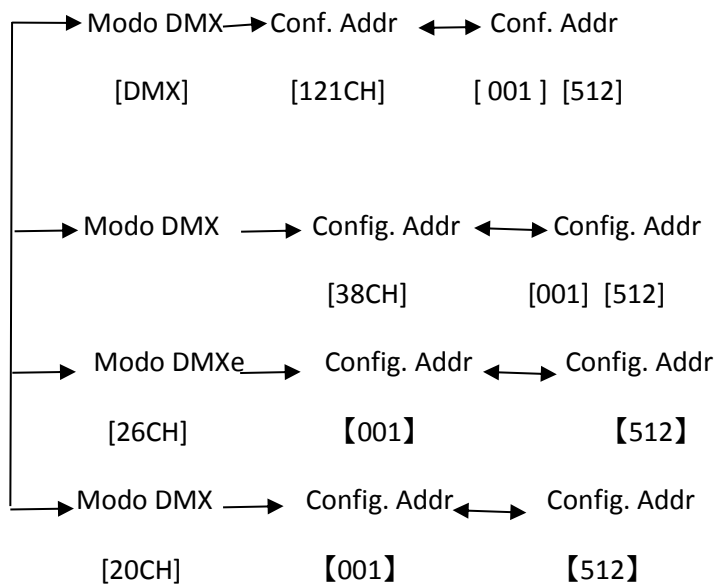 Modo DMX Conf. Addr Conf. Addr
[DMX] [121CH] [ 001 ] [512]
Modo DMX Config. Addr Config. Addr
[38CH] [001] [512]
Modo DMXe Config. Addr Config. Addr
[26CH] 【001】 【512】
Modo DMX Config. Addr Config. Addr
[20CH] 【001】 【512】